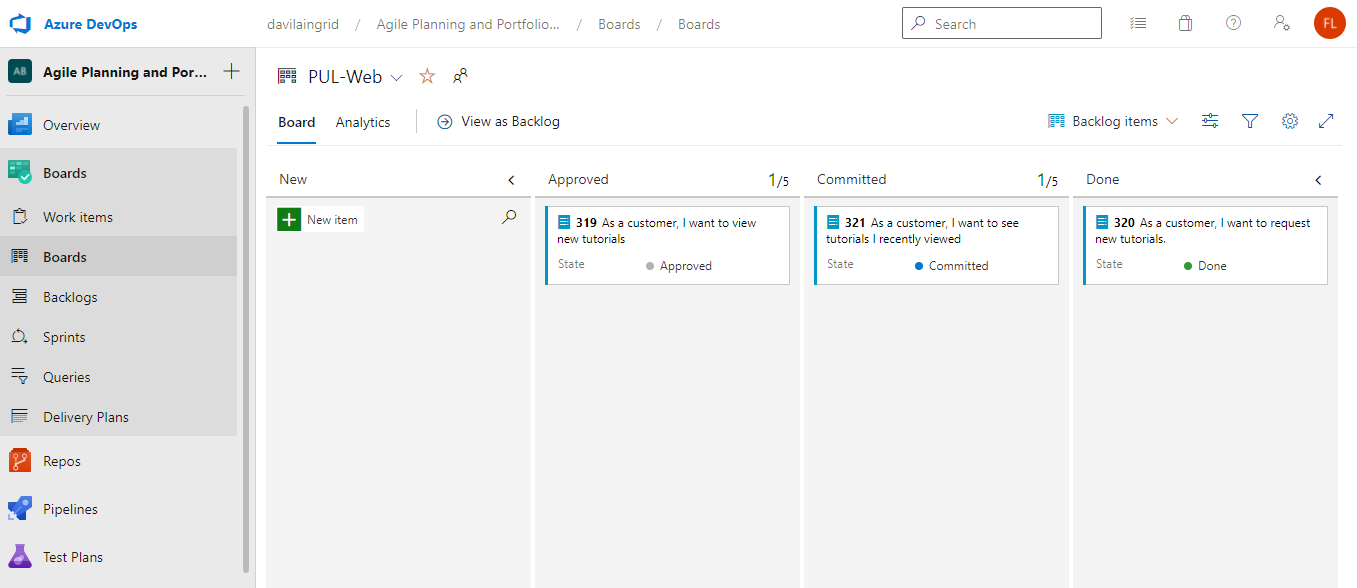 Azure DevOps
davilaingrid / Agile Planning and Portfolio... / Boards / Boards
Search
FL
AB
Agile Planning and Por...
Overview
Boards
Work items
Boards
Backlogs
Sprints
Queries
Delivery Plans
Repos
Pipelines
Test Plans
PUL-Web
Board
Analytics
View as Backlog
Backlog items
New
New item
Approved
1/5
319 As a customer, I want to view
new tutorials
State
Approved
Committed
1/5
321 As a customer, I want to see
tutorials I recently viewed
State
Committed
Done
320 As a customer, I want to request
new tutorials.
State
Done